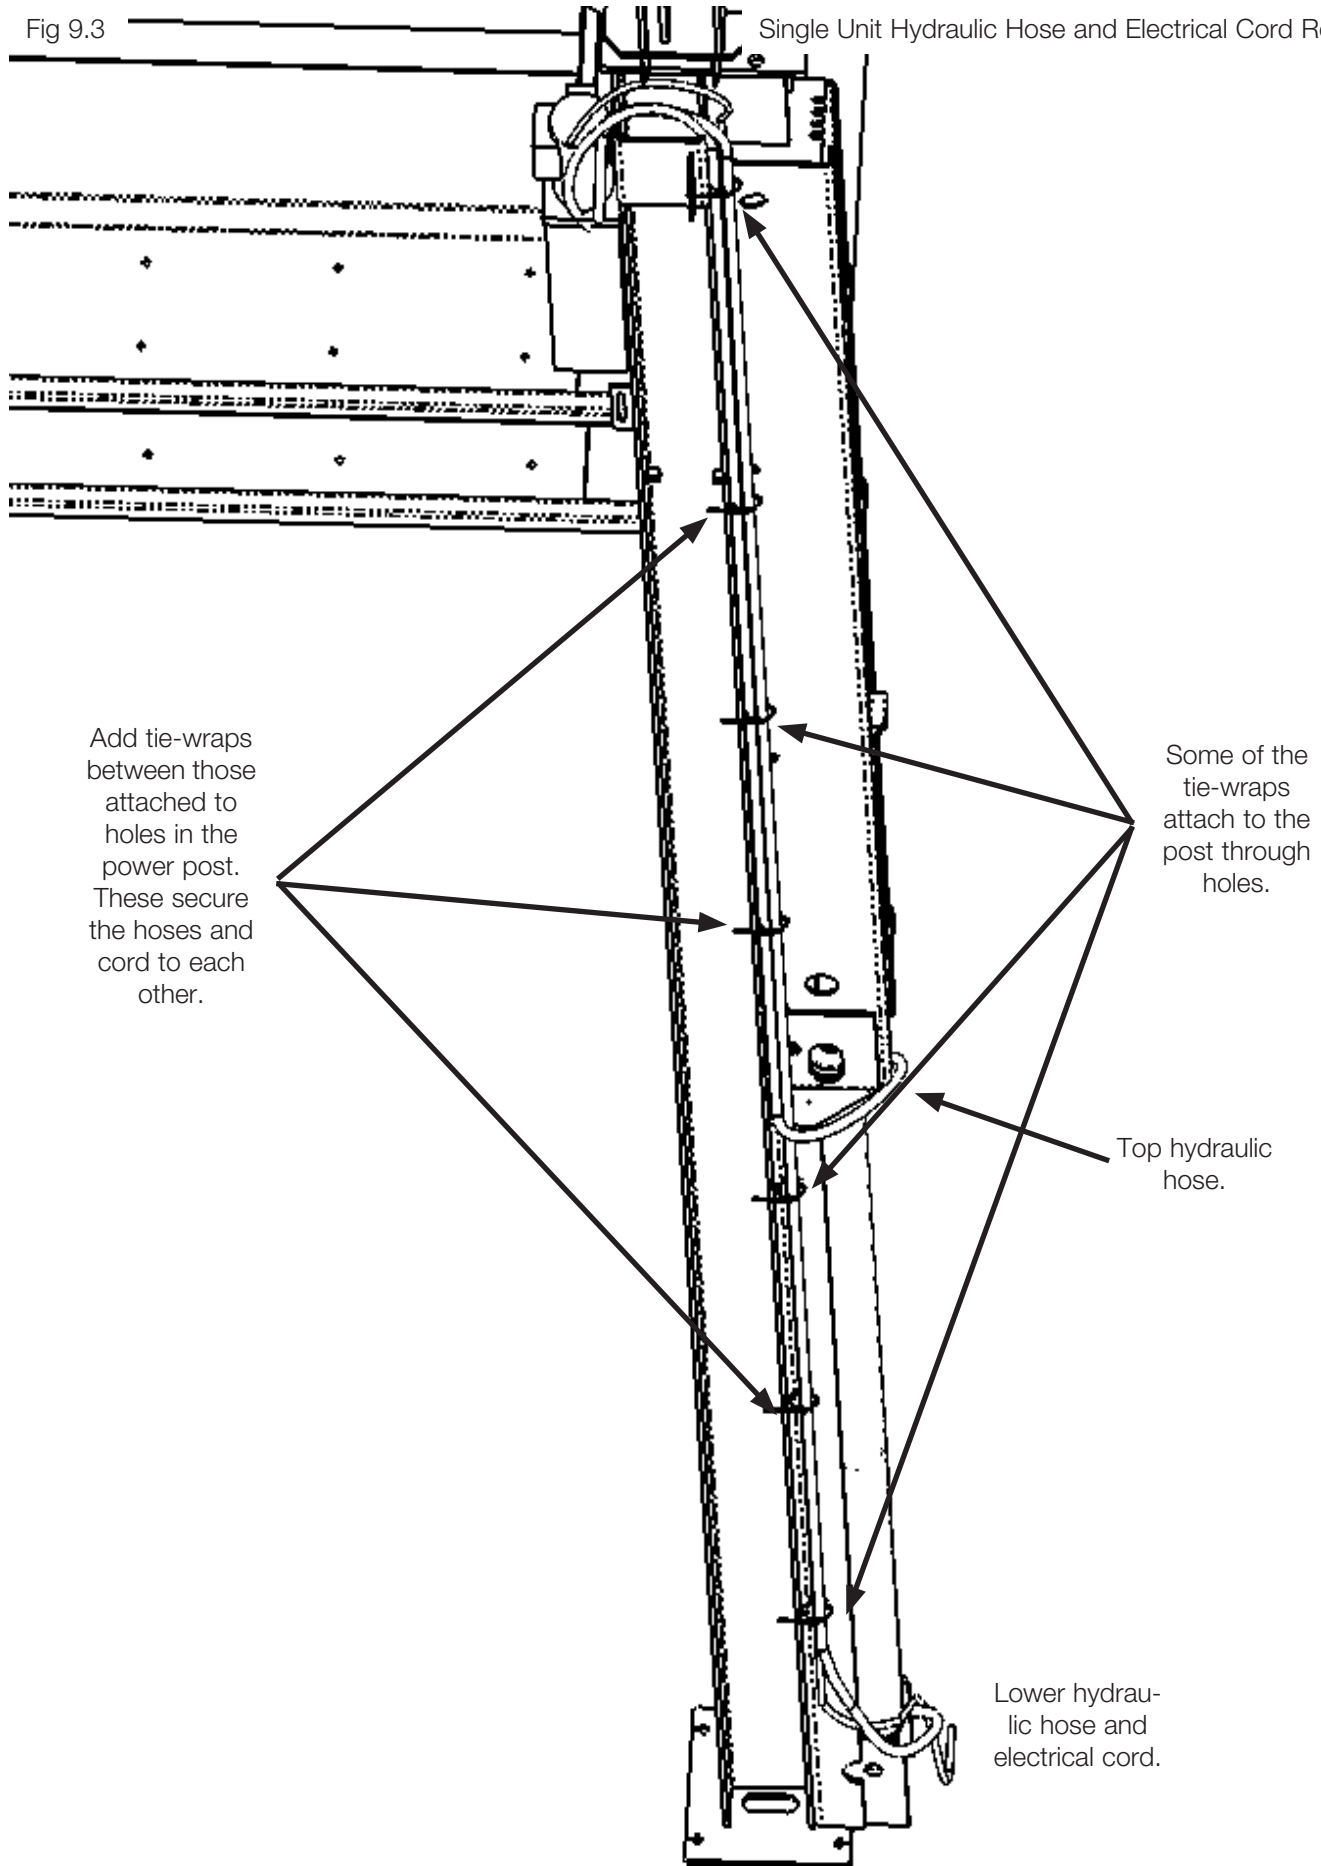 Fig 9.3
Single Unit Hydraulic Hose and Electrical Cord
Add tie-wraps
between those
attached to
holes in the
power post.
These secure
the hoses and
cord to each
other.
Some of the
tie-wraps
attach to the
post through
holes.
Top hydraulic
hose.
Lower hydrau-
lic hose and
electrical cord.